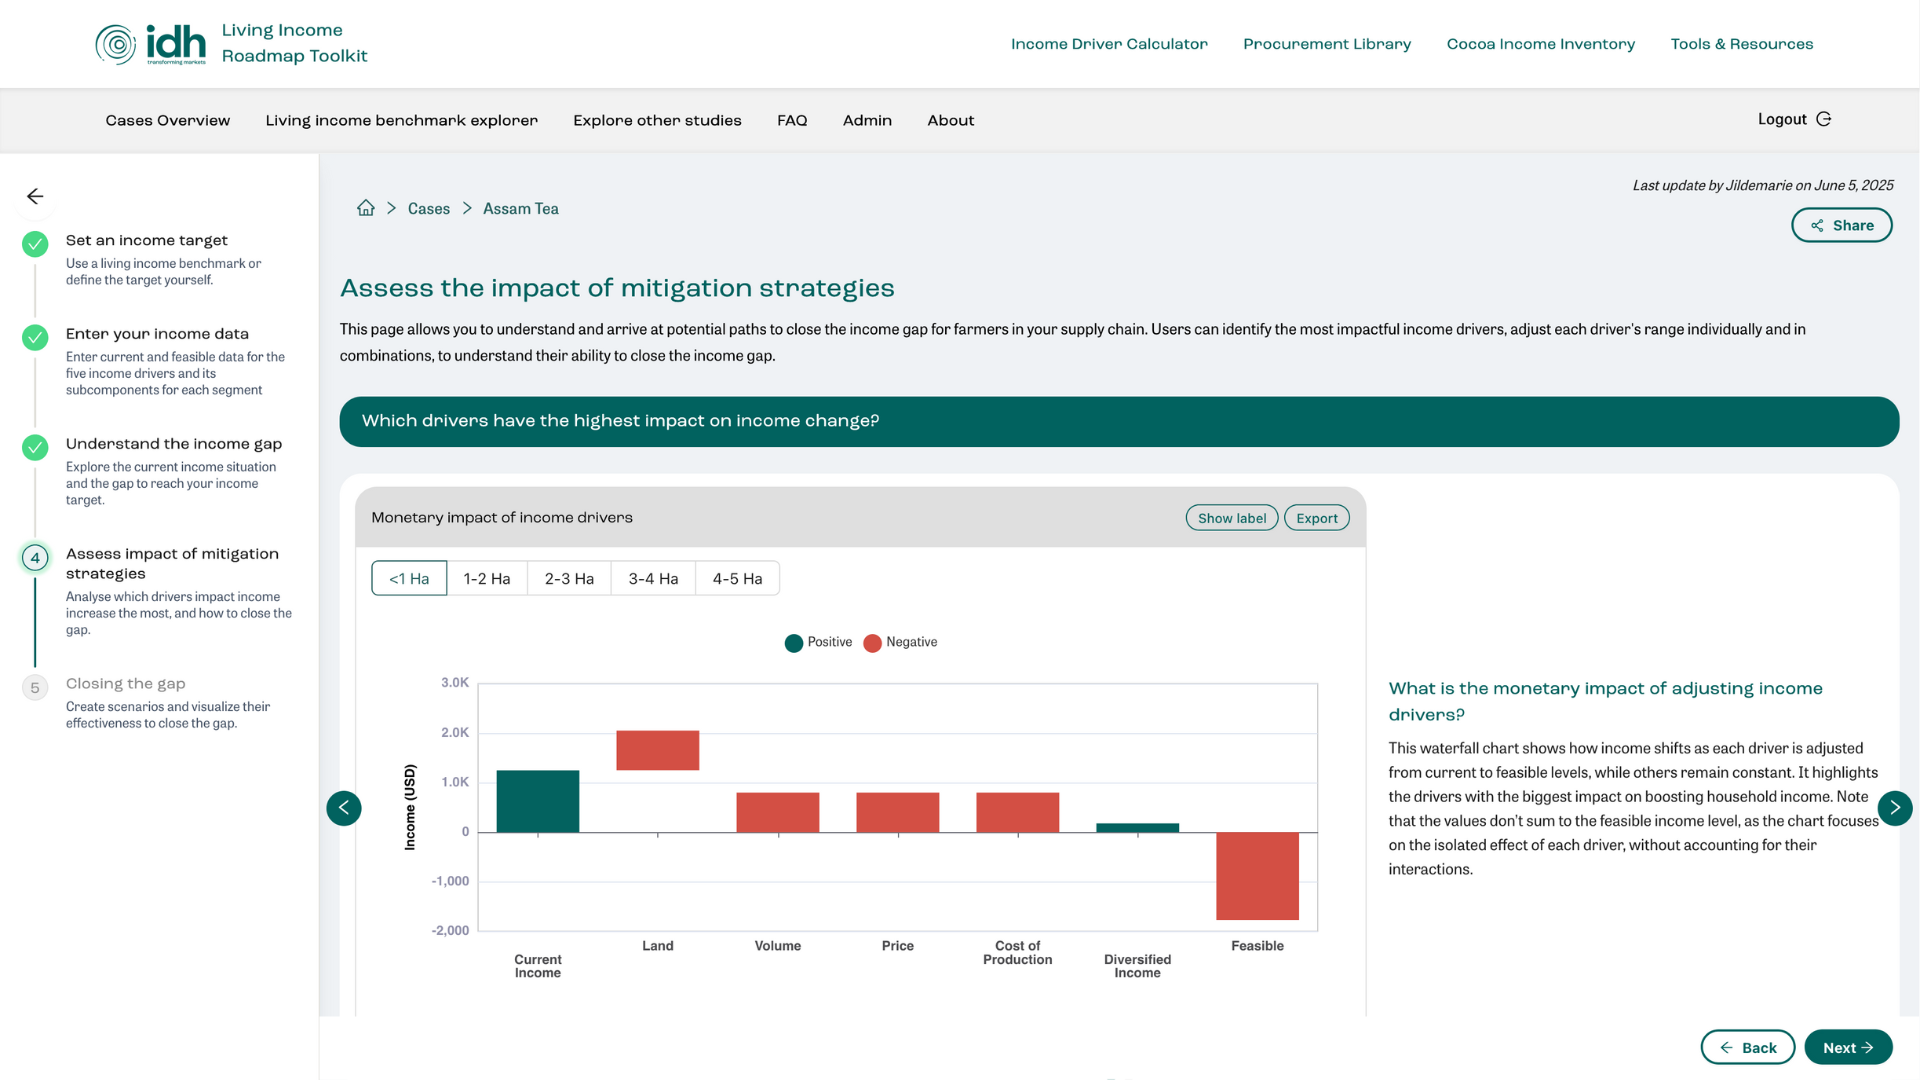 idh
transforming markets
Living Income
Roadmap Toolkit
Income Driver Calculator
Procurement Library
Cocoa Income Inventory
Tools & Resources
Cases Overview
Living income benchmark explorer
Explore other studies
FAQ
Admin
About
Logout
Set an income target
Use a living income benchmark or
define the target yourself.
Enter your income data
Enter current and feasible data for the
five income drivers and its
subcomponents for each segment
Understand the income gap
Explore the current income situation
and the gap to reach your income
target.
4
Assess impact of mitigation
strategies
Analyse which drivers impact income
increase the most, and how to close the
gap.
5
Closing the gap
Create scenarios and visualize their
effectiveness to close the gap.
Last update by Jildemarie on June 5, 2025
Cases
Assam Tea
Share
Assess the impact of mitigation strategies
This page allows you to understand and arrive at potential paths to close the income gap for farmers in your supply chain. Users can identify the most impactful income drivers, adjust each driver's range individually and in
combinations, to understand their ability to close the income gap.
Which drivers have the highest impact on income change?
Monetary impact of income drivers
Show label
Export
<1 Ha
1-2 Ha
2-3 Ha
3-4 Ha
4-5 Ha
Positive
Negative
3.0K
2.0K
1.0K
0
-1,000
-2,000
Income (USD)
Current
Income
Land
Volume
Price
Cost of
Production
Diversified
Income
Feasible
What is the monetary impact of adjusting income
drivers?
This waterfall chart shows how income shifts as each driver is adjusted
from current to feasible levels, while others remain constant. It highlights
the drivers with the biggest impact on boosting household income. Note
that the values don't sum to the feasible income level, as the chart focuses
on the isolated effect of each driver, without accounting for their
interactions.
Back
Next